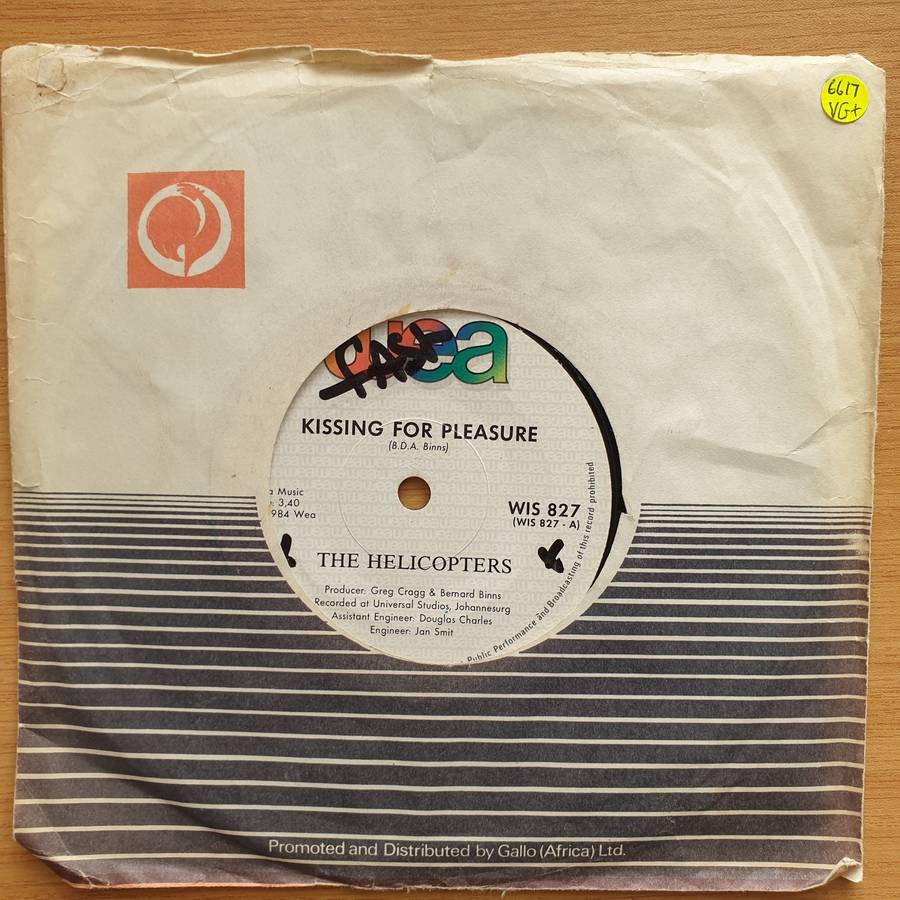 6617
VG+
wea
FAST
KISSING FOR PLEASURE
(B.D.A. Binns)
a Music
: 3,40
984 Wea
WIS 827
(WIS 827 - A)
THE HELICOPTERS
Producer: Greg Cragg & Bernard Binns
Recorded at Universal Studios, Johannesurg
Assistant Engineer: Douglas Charles
Engineer: Jan Smit
Public Performance and Broadcasting of this record prohibited
Promoted and Distributed by Gallo (Africa) Ltd.